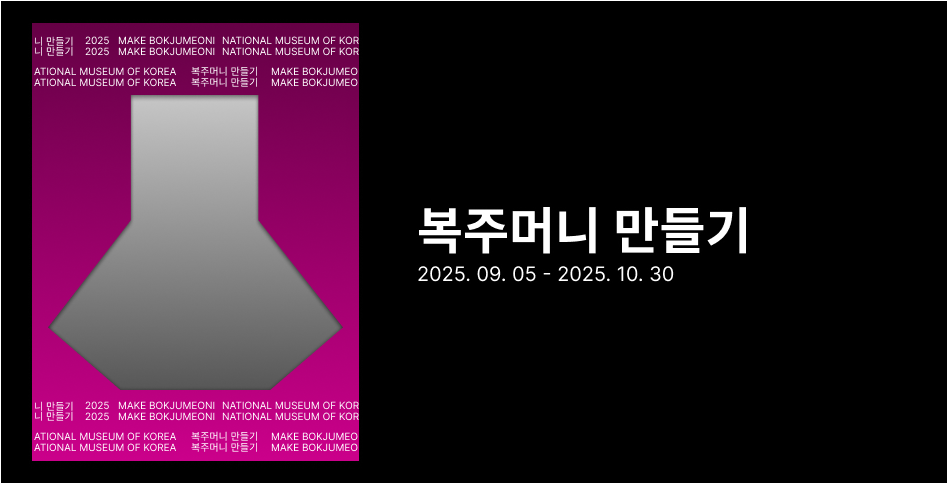 니 만들기 2025 MAKE BOKJUMEONI NATIONAL MUSEUM OF KOR
니 만들기 2025 MAKE BOKJUMEONI NATIONAL MUSEUM OF KOR
ATIONAL MUSEUM OF KOREA 복주머니 만들기 MAKE BOKJUMEO
ATIONAL MUSEUM OF KOREA 복주머니 만들기 MAKE BOKJUMEO
복주머니 만들기
2025. 09. 05 - 2025. 10. 30
니 만들기 2025 MAKE BOKJUMEONI NATIONAL MUSEUM OF KOR
니 만들기 2025 MAKE BOKJUMEONI NATIONAL MUSEUM OF KOR
ATIONAL MUSEUM OF KOREA 복주머니 만들기 MAKE BOKJUMEO
ATIONAL MUSEUM OF KOREA 복주머니 만들기 MAKE BOKJUMEO